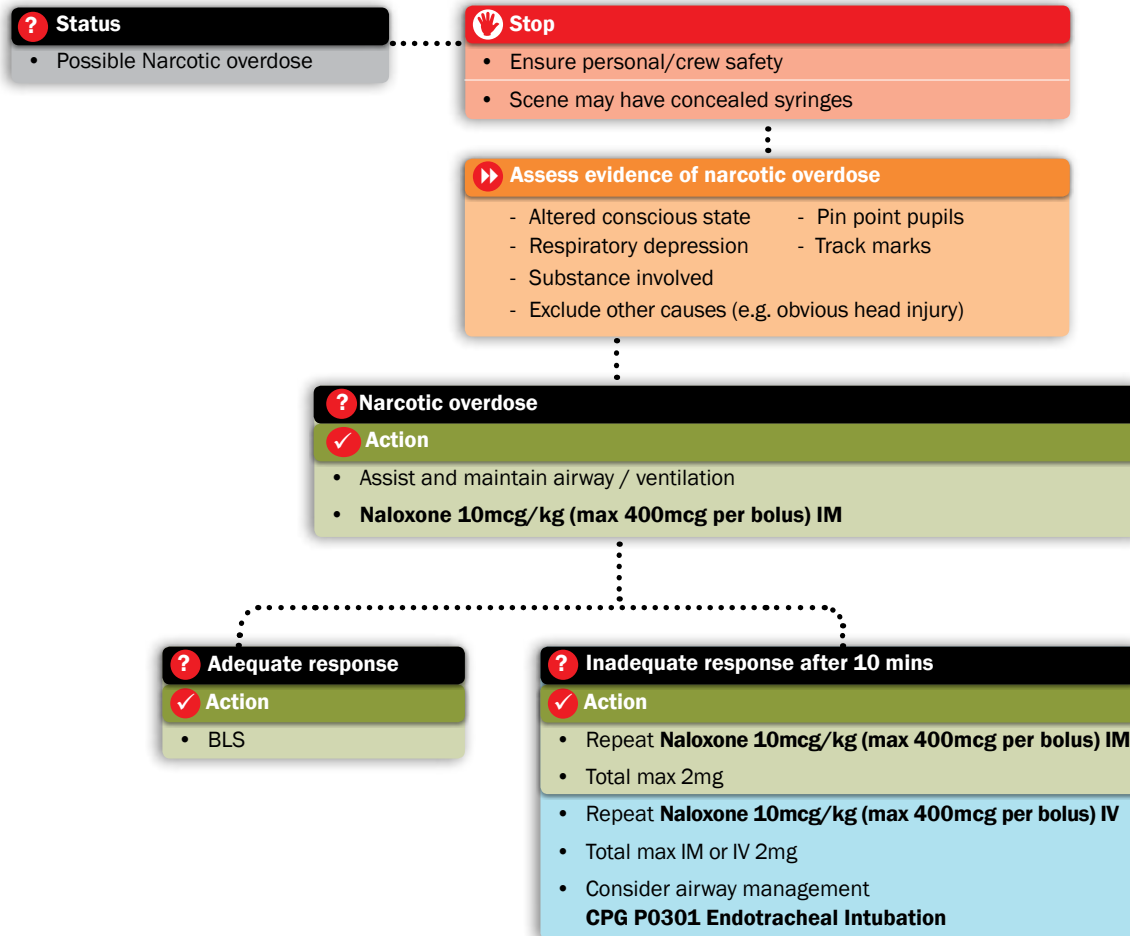 ? Status
• Possible Narcotic overdose
Stop
• Ensure personal/crew safety
• Scene may have concealed syringes
Assess evidence of narcotic overdose
- Altered conscious state - Pin point pupils
- Respiratory depression - Track marks
- Substance involved
- Exclude other causes (e.g. obvious head injury)
? Narcotic overdose
Action
• Assist and maintain airway / ventilation
• Naloxone 10mcg/kg (max 400mcg per bolus) IM
? Adequate response
Action
• BLS
? Inadequate response after 10 mins
Action
• Repeat Naloxone 10mcg/kg (max 400mcg per bolus) IM
• Total max 2mg
• Repeat Naloxone 10mcg/kg (max 400mcg per bolus) IV
• Total max IM or IV 2mg
• Consider airway management
CPG P0301 Endotracheal Intubation